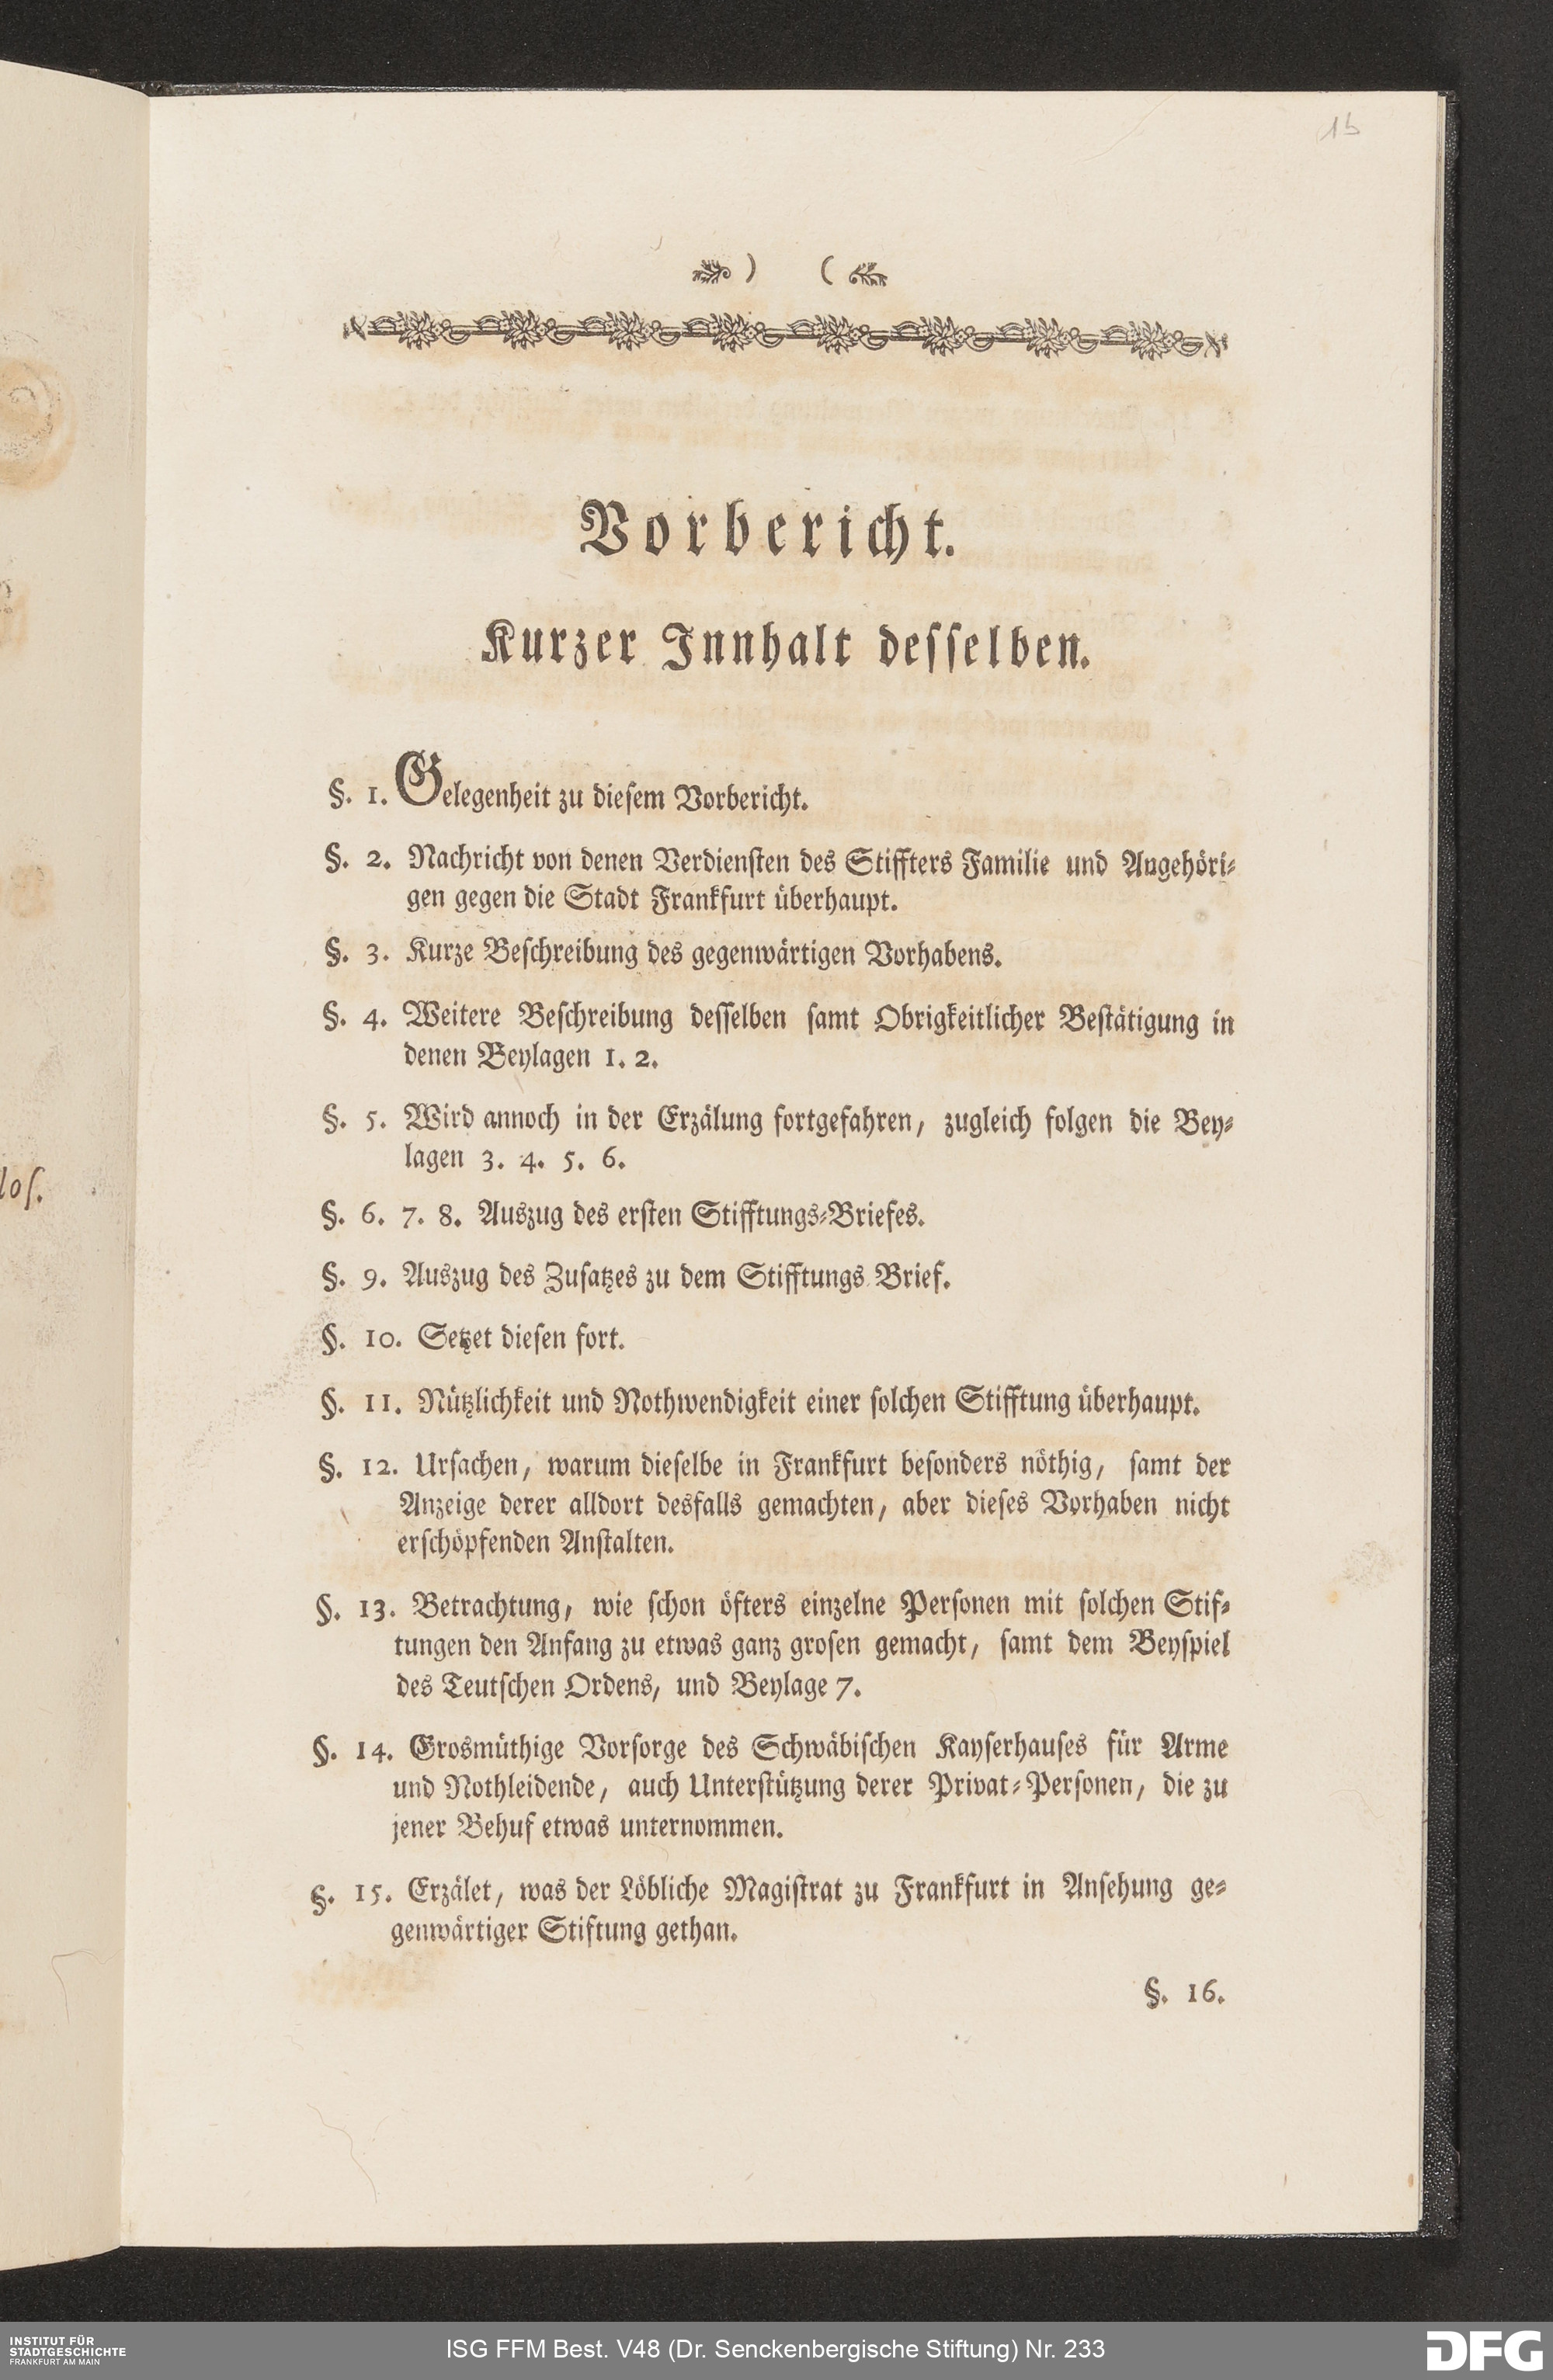 15
) (
Vorbericht.
Kurzer Innhalt desselben.
§. 1. Gelegenheit zu diesem Vorbericht.
§. 2. Nachricht von denen Verdiensten des Stiffters Familie und Angehöri-
gen gegen die Stadt Frankfurt überhaupt.
§. 3. Kurze Beschreibung des gegenwärtigen Vorhabens.
§. 4. Weitere Beschreibung desselben samt Obrigkeitlicher Bestätigung in
denen Beylagen 1. 2.
§. 5. Wird annoch in der Erzälung fortgefahren, zugleich folgen die Bey-
lagen 3. 4. 5. 6.
los.
§. 6. 7. 8. Auszug des ersten Stifftungs-Briefes.
§. 9. Auszug des Zusatzes zu dem Stifftungs Brief.
§. 10. Setzet diesen fort.
§. 11. Nützlichkeit und Nothwendigkeit einer solchen Stifftung überhaupt.
§. 12. Ursachen, warum dieselbe in Frankfurt besonders nöthig, samt der
Anzeige derer alldort desfalls gemachten, aber dieses Vorhaben nicht
erschöpfenden Anstalten.
§. 13. Betrachtung, wie schon öfters einzelne Personen mit solchen Stif-
tungen den Anfang zu etwas ganz grosen gemacht, samt dem Beyspiel
des Teutschen Ordens, und Beylage 7.
§. 14. Grosmüthige Vorsorge des Schwäbischen Kayserhauses für Arme
und Nothleidende, auch Unterstützung derer Privat-Personen, die zu
jener Behuf etwas unternommen.
§. 15. Erzälet, was der Löbliche Magistrat zu Frankfurt in Ansehung ge-
genwärtiger Stiftung gethan.
§. 16.
INSTITUT FÜR
STADTGESCHICHTE
FRANKFURT AM MAIN
ISG FFM Best. V48 (Dr. Senckenbergische Stiftung) Nr. 233
DFG